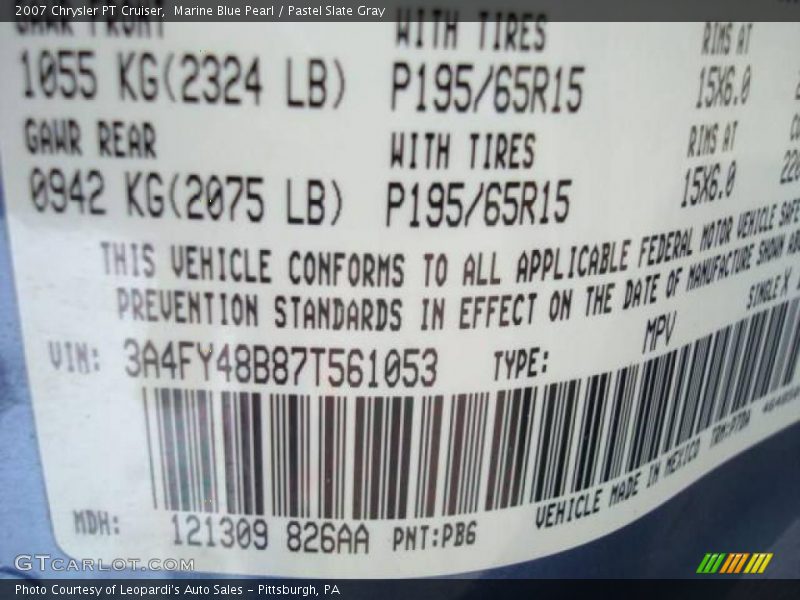 2007 Chrysler PT Cruiser, Marine Blue Pearl / Pastel Slate Gray
GAWR FRONT WITH TIRES RIMS AT
1055 KG(2324 LB) P195/65R15 15X6.0
GAWR REAR WITH TIRES RIMS AT
0942 KG(2075 LB) P195/65R15 15X6.0
THIS VEHICLE CONFORMS TO ALL APPLICABLE FEDERAL MOTOR VEHICLE
PREVENTION STANDARDS IN EFFECT ON THE DATE OF MANUFACTURE SHOWN
VIN: 3A4FY48B87T561053 TYPE: MPV SINGLE X
MDH: 121309 826AA PNT:PB6 VEHICLE MADE IN MEXICO
GTCARLOT.COM
Photo Courtesy of Leopardi's Auto Sales - Pittsburgh, PA